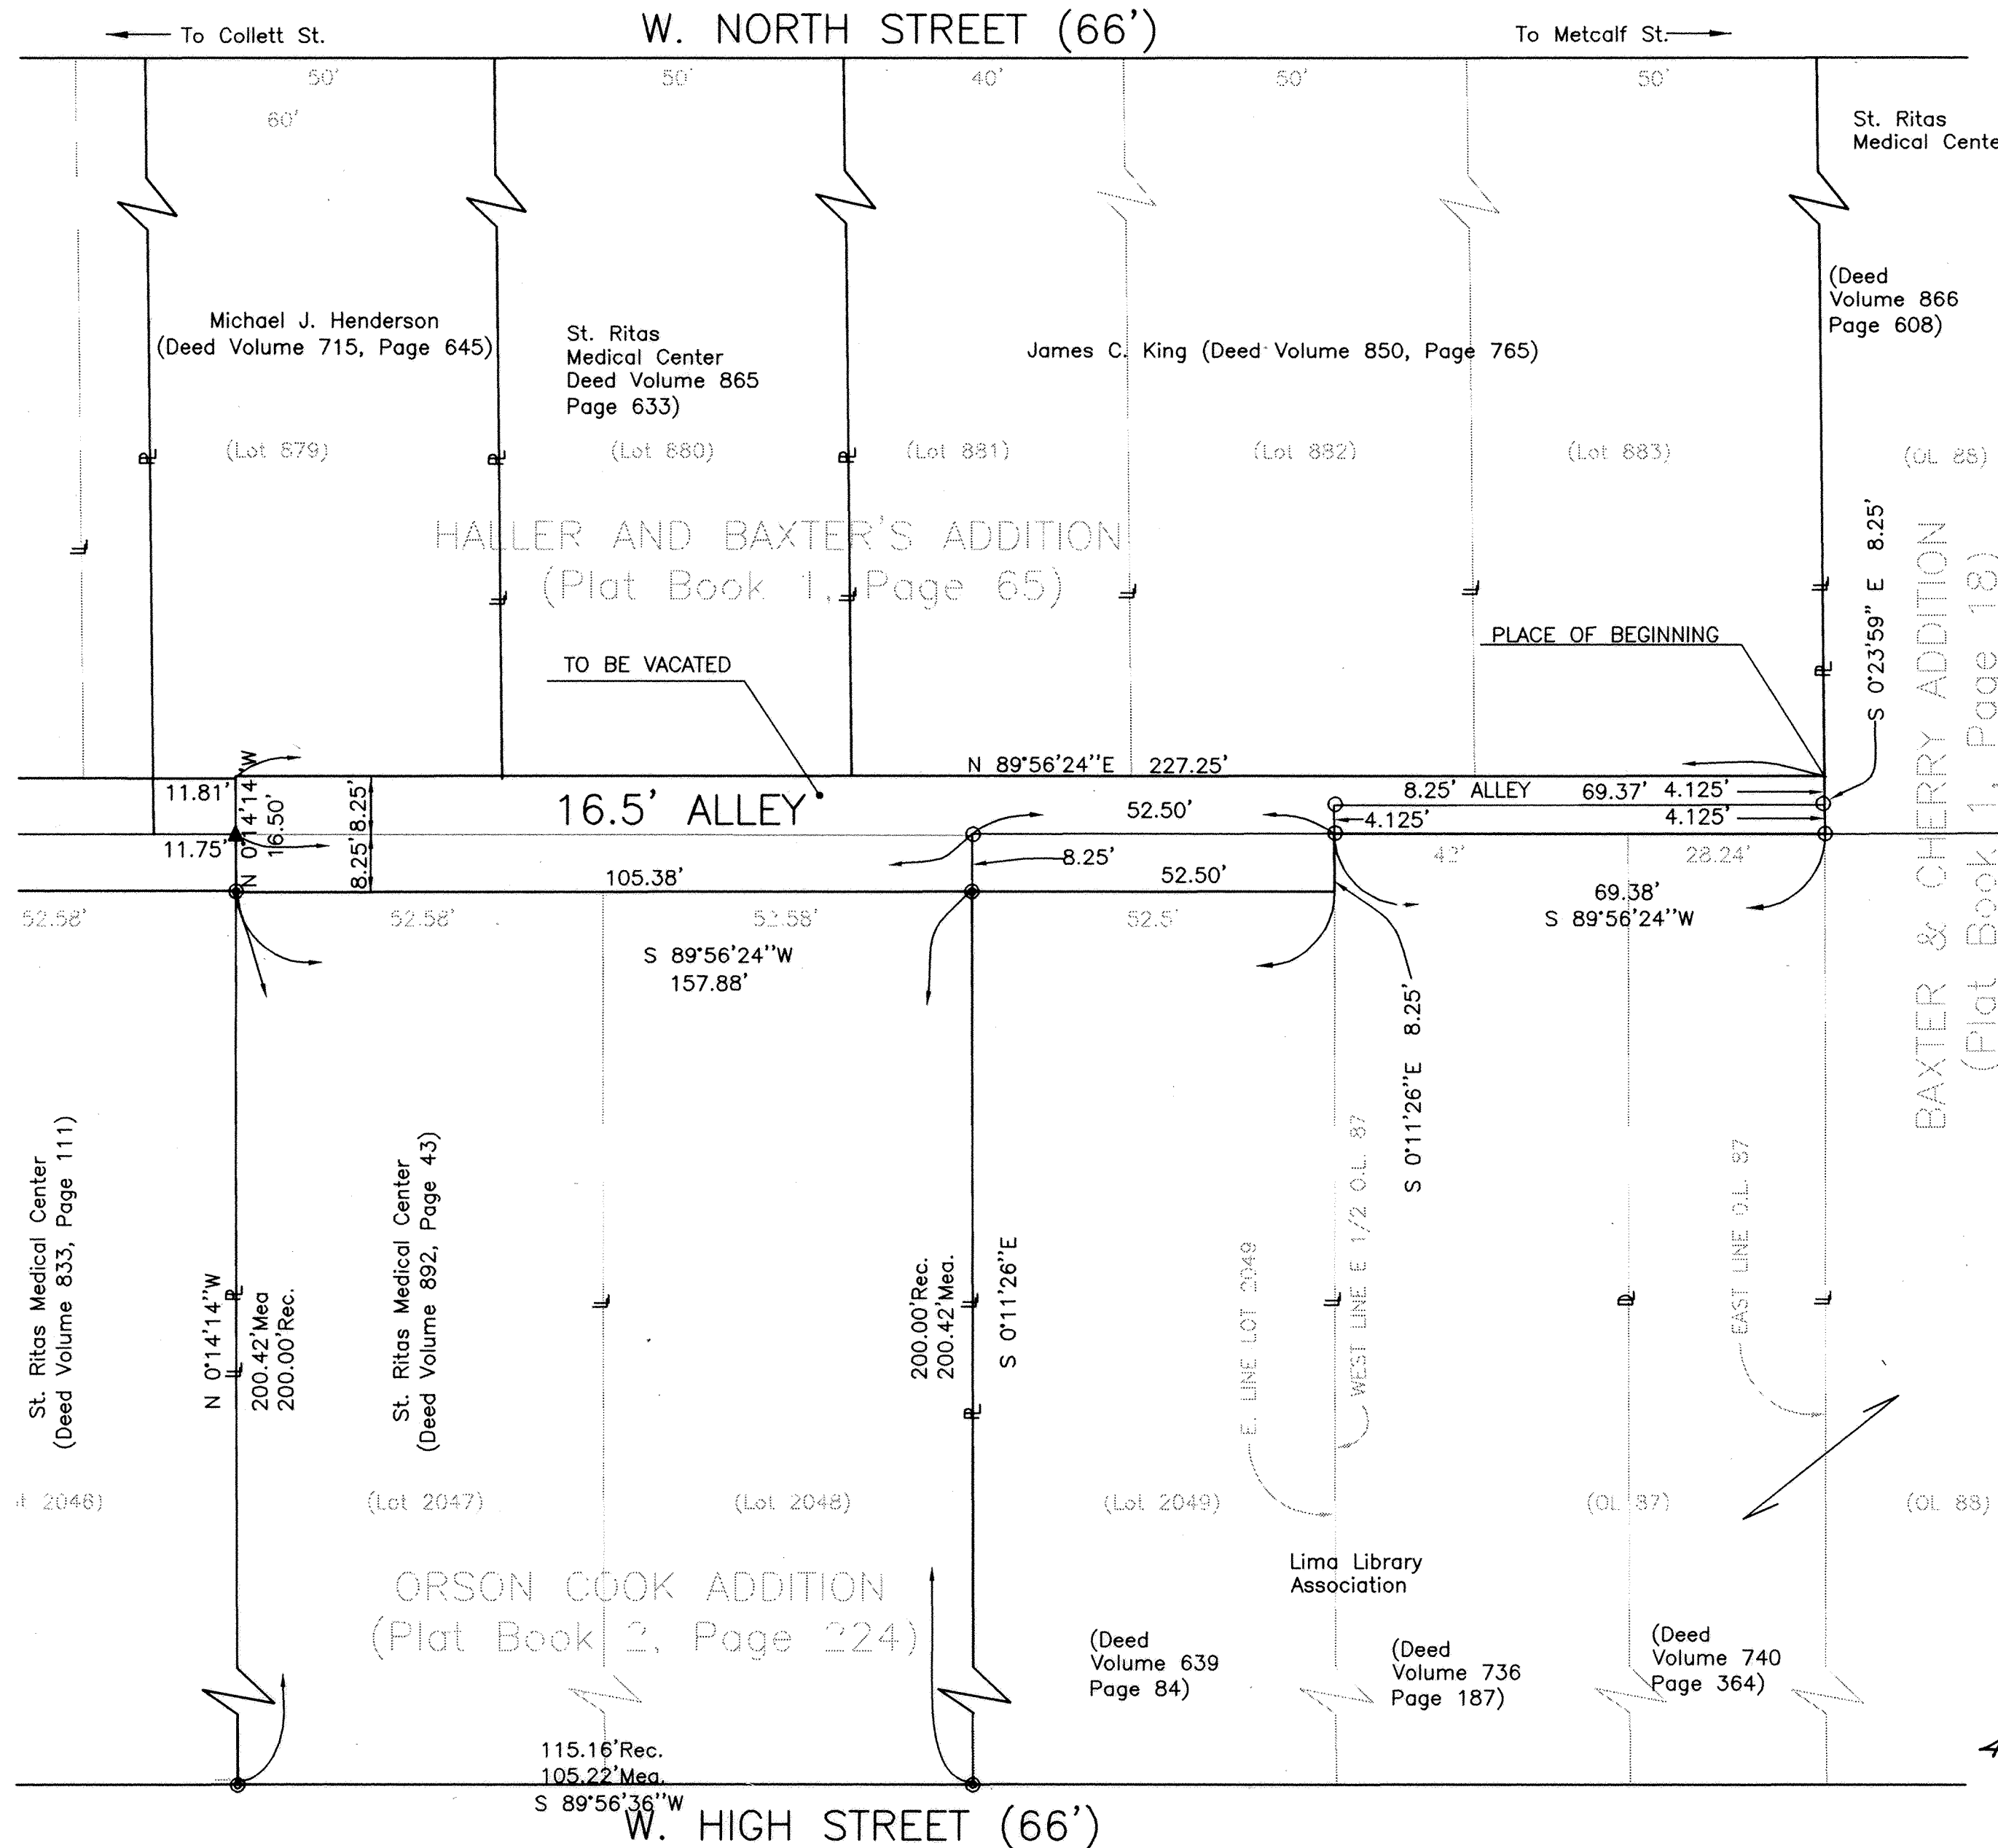 W. NORTH STREET (66')
To Collett St.
To Metcalf St.
50'
50'
40'
50'
50'
60'
St. Ritas
Medical Cente
(Deed
Volume 866
Page 608)
Michael J. Henderson
(Deed Volume 715, Page 645)
St. Ritas
Medical Center
Deed Volume 865
Page 633)
James C. King (Deed Volume 850, Page 765)
(Lot 879)
(Lot 880)
(Lot 881)
(Lot 882)
(Lot 883)
(OL 88)
HALLER AND BAXTER'S ADDITION
(Plat Book 1, Page 65)
S 0°23'59" E 8.25'
BAXTER & CHERRY ADDITION
(Plat Book 1, Page 18)
PLACE OF BEGINNING
TO BE VACATED
N 89°56'24"E 227.25'
11.81'
N 0°14'14"W
16.50'
8.25'
8.25'
16.5' ALLEY
52.50'
8.25' ALLEY
69.37'
4.125'
4.125'
4.125'
11.75'
8.25'
105.38'
52.50'
42'
28.24'
69.38'
S 89°56'24"W
52.58'
52.58'
52.58'
52.5'
S 89°56'24"W
157.88'
S 0°11'26"E 8.25'
St. Ritas Medical Center
(Deed Volume 833, Page 111)
N 0°14'14"W
200.42'Mea
200.00'Rec.
St. Ritas Medical Center
(Deed Volume 892, Page 43)
200.00'Rec.
200.42'Mea.
S 0°11'26"E
E. LINE LOT 2049
WEST LINE E 1/2 O.L. 87
EAST LINE O.L. 87
2046)
(Lot 2047)
(Lot 2048)
(Lot 2049)
(OL 87)
(OL 88)
ORSON COOK ADDITION
(Plat Book 2, Page 224)
Lima Library
Association
(Deed
Volume 639
Page 84)
(Deed
Volume 736
Page 187)
(Deed
Volume 740
Page 364)
115.16'Rec.
105.22'Mea.
S 89°56'36"W
W. HIGH STREET (66')